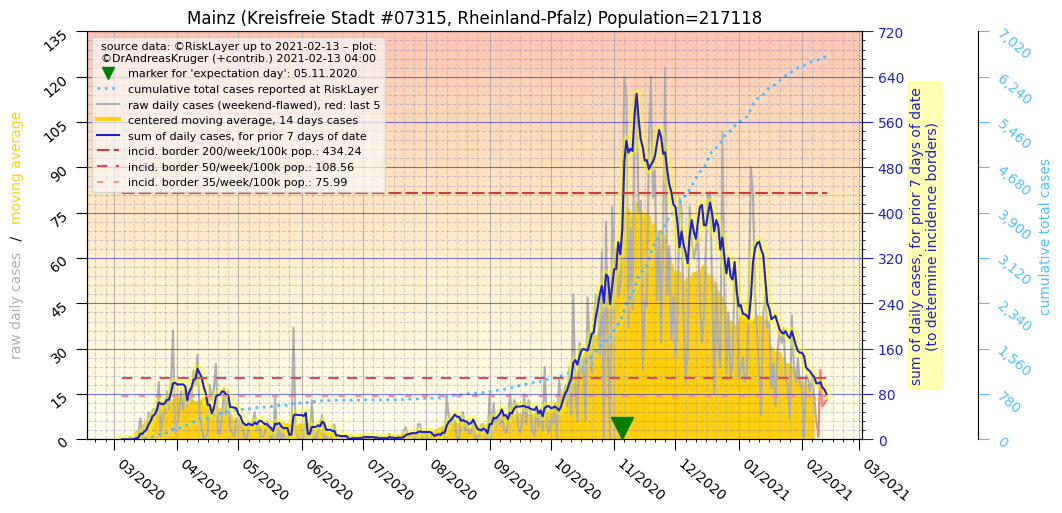 Mainz (Kreisfreie Stadt #07315, Rheinland-Pfalz) Population=217118
source data: ©RiskLayer up to 2021-02-13 – plot:
©DrAndreasKruger (+contrib.) 2021-02-13 04:00
marker for 'expectation day': 05.11.2020
cumulative total cases reported at RiskLayer
raw daily cases (weekend-flawed), red: last 5
centered moving average, 14 days cases
sum of daily cases, for prior 7 days of date
incid. border 200/week/100k pop.: 434.24
incid. border 50/week/100k pop.: 108.56
incid. border 35/week/100k pop.: 75.99
raw daily cases / moving average
135
120
105
90
75
60
45
30
15
0
03/2020
04/2020
05/2020
06/2020
07/2020
08/2020
09/2020
10/2020
11/2020
12/2020
01/2021
02/2021
03/2021
720
640
560
480
400
320
240
160
80
0
sum of daily cases, for prior 7 days of date
(to determine incidence borders)
7,020
6,240
5,460
4,680
3,900
3,120
2,340
1,560
780
0
cumulative total cases